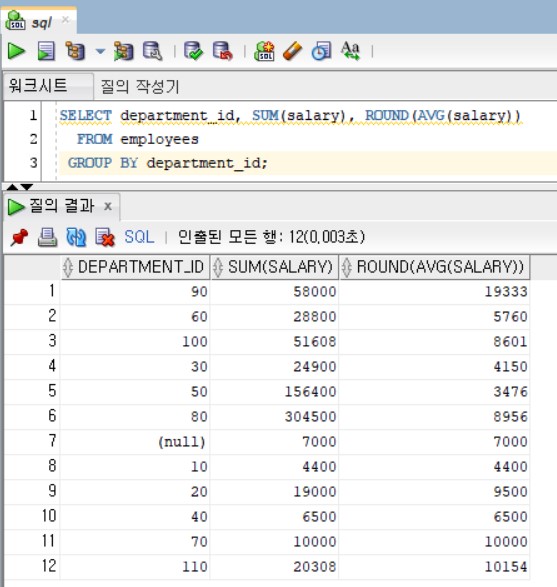 sql
워크시트 질의 작성기
1 SELECT department_id, SUM(salary), ROUND(AVG(salary))
2 FROM employees
3 GROUP BY department_id;
질의 결과 x
SQL | 인출된 모든 행: 12(0,003초)
DEPARTMENT_ID SUM(SALARY) ROUND(AVG(SALARY))
1 90 58000 19333
2 60 28800 5760
3 100 51608 8601
4 30 24900 4150
5 50 156400 3476
6 80 304500 8956
7 (null) 7000 7000
8 10 4400 4400
9 20 19000 9500
10 40 6500 6500
11 70 10000 10000
12 110 20308 10154